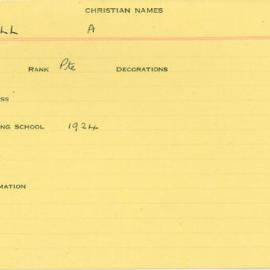 CHRISTIAN NAMES
LL A
RANK Pte DECORATIONS
SS
NG SCHOOL 1924
MATION